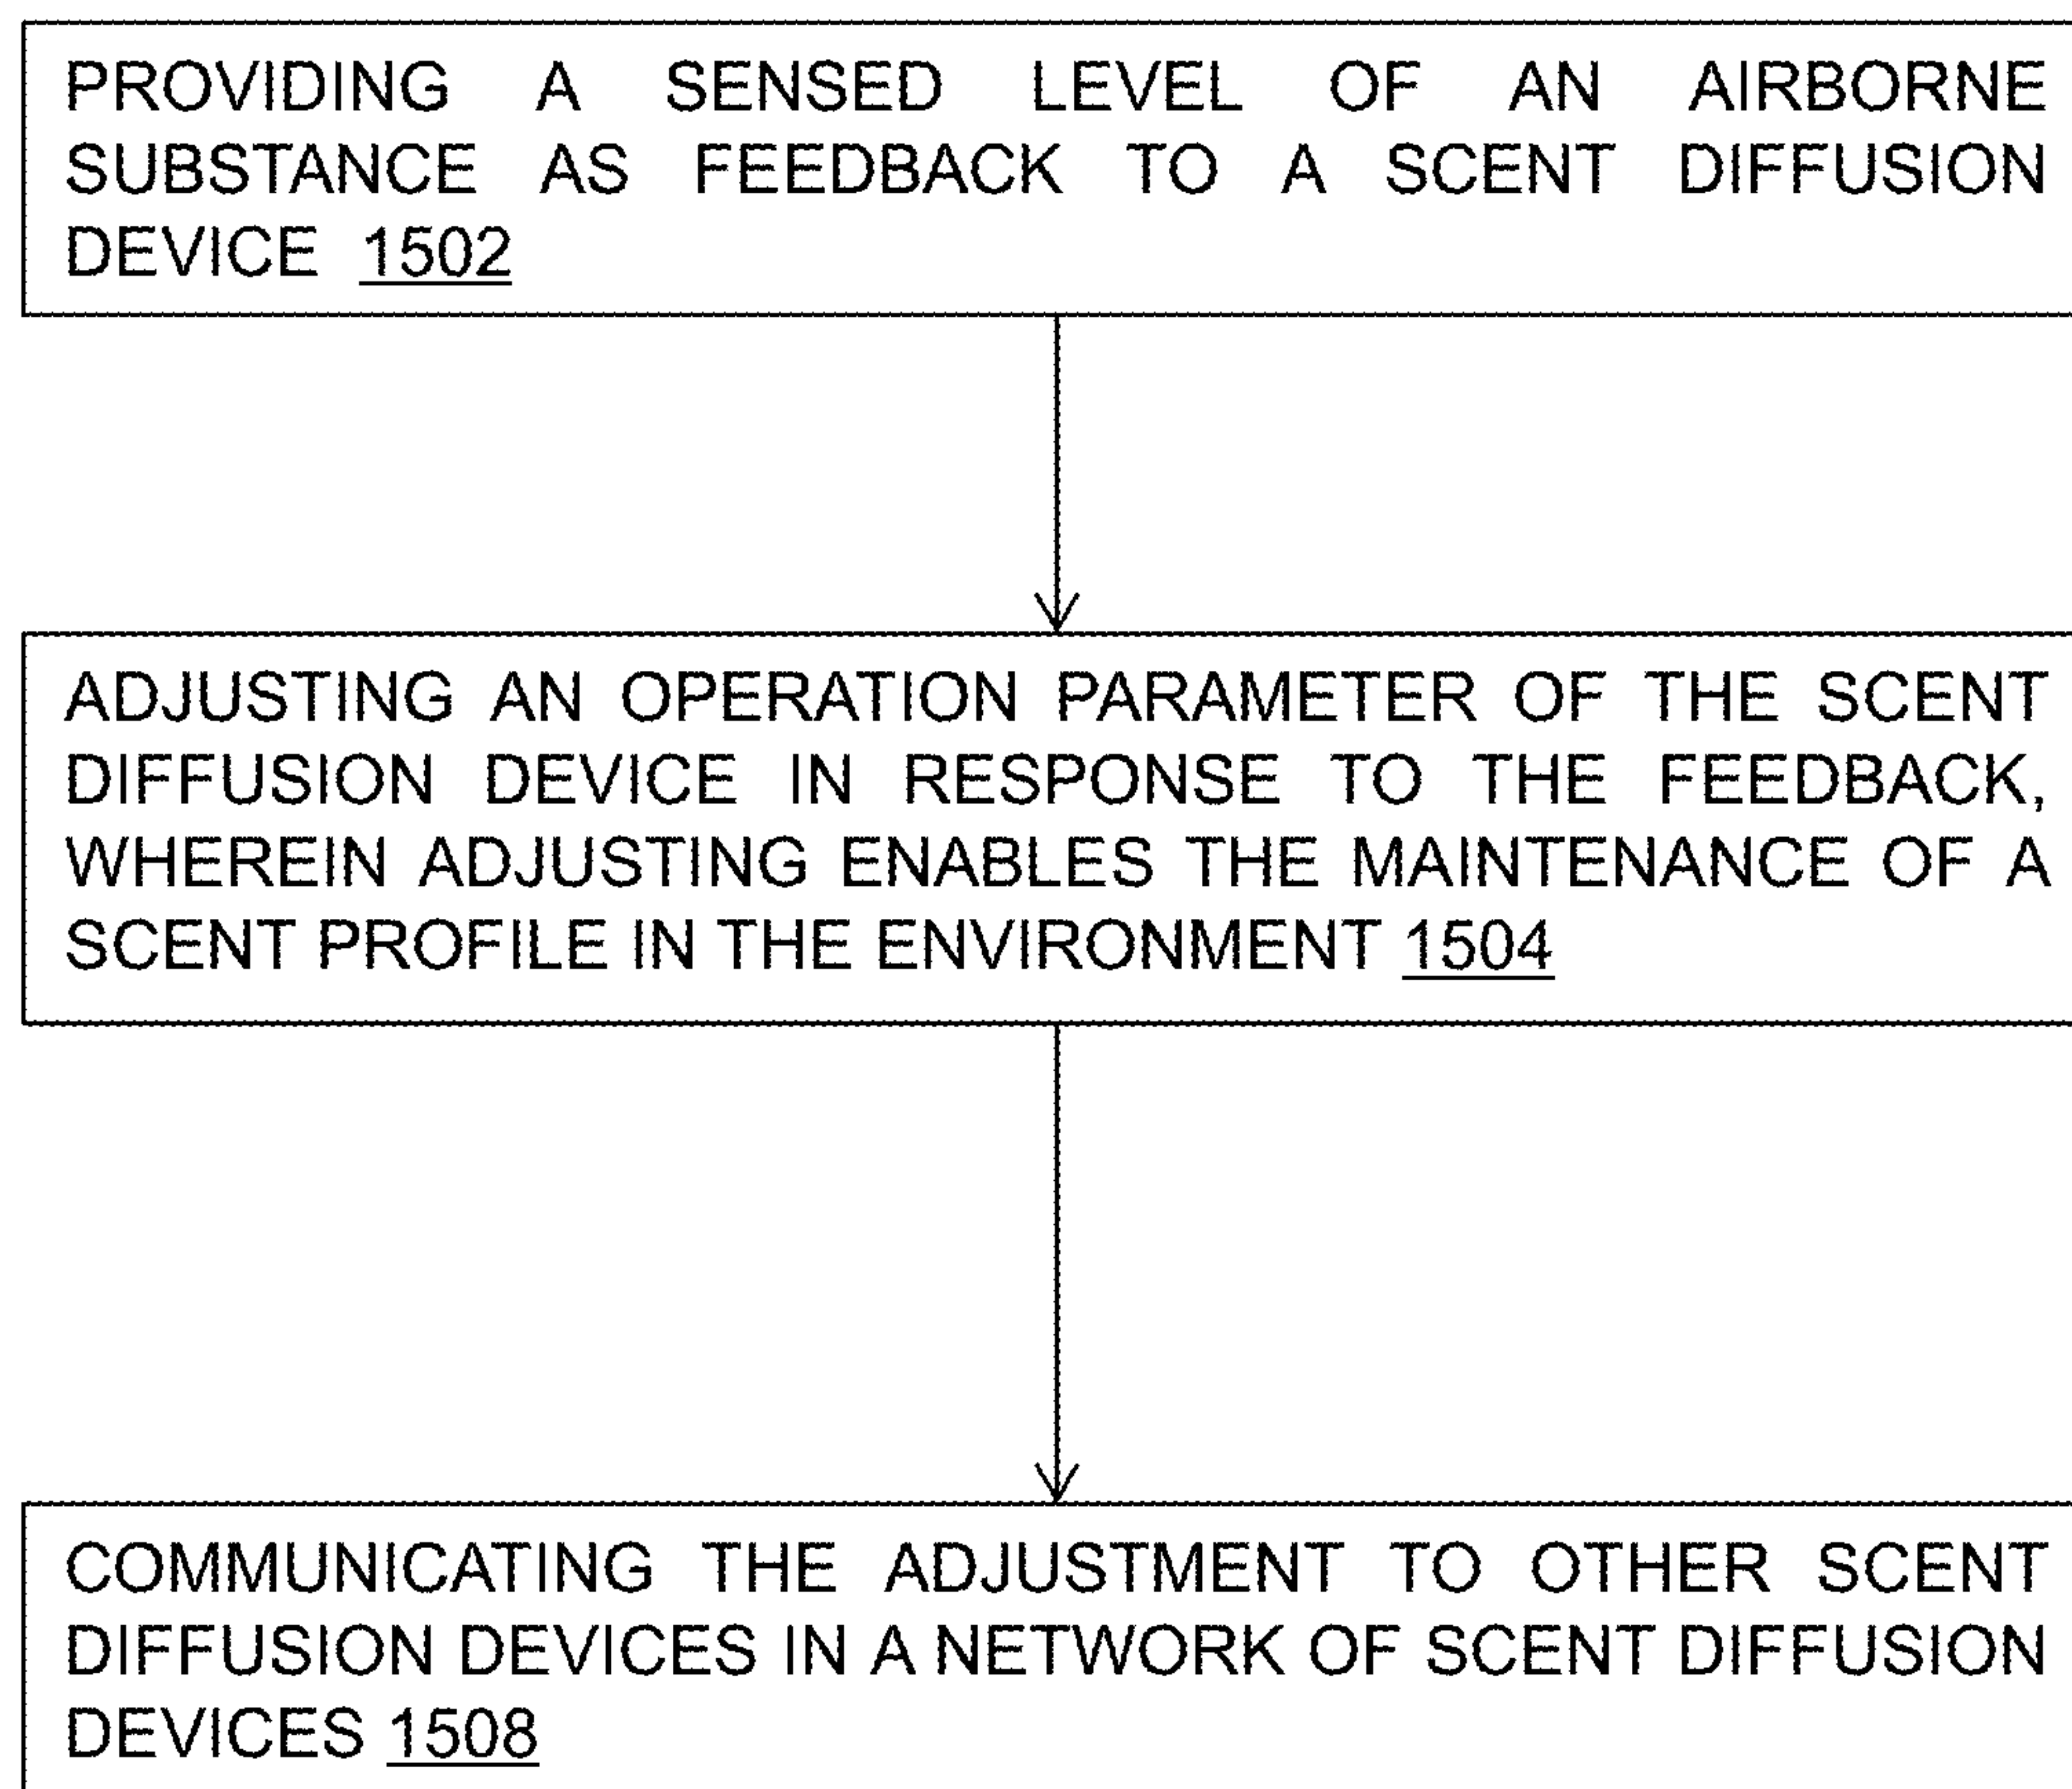 PROVIDING A SENSED LEVEL OF AN AIRBORNE
SUBSTANCE AS FEEDBACK TO A SCENT DIFFUSION
DEVICE 1502
ADJUSTING AN OPERATION PARAMETER OF THE SCENT
DIFFUSION DEVICE IN RESPONSE TO THE FEEDBACK,
WHEREIN ADJUSTING ENABLES THE MAINTENANCE OF A
SCENT PROFILE IN THE ENVIRONMENT 1504
COMMUNICATING THE ADJUSTMENT TO OTHER SCENT
DIFFUSION DEVICES IN A NETWORK OF SCENT DIFFUSION
DEVICES 1508